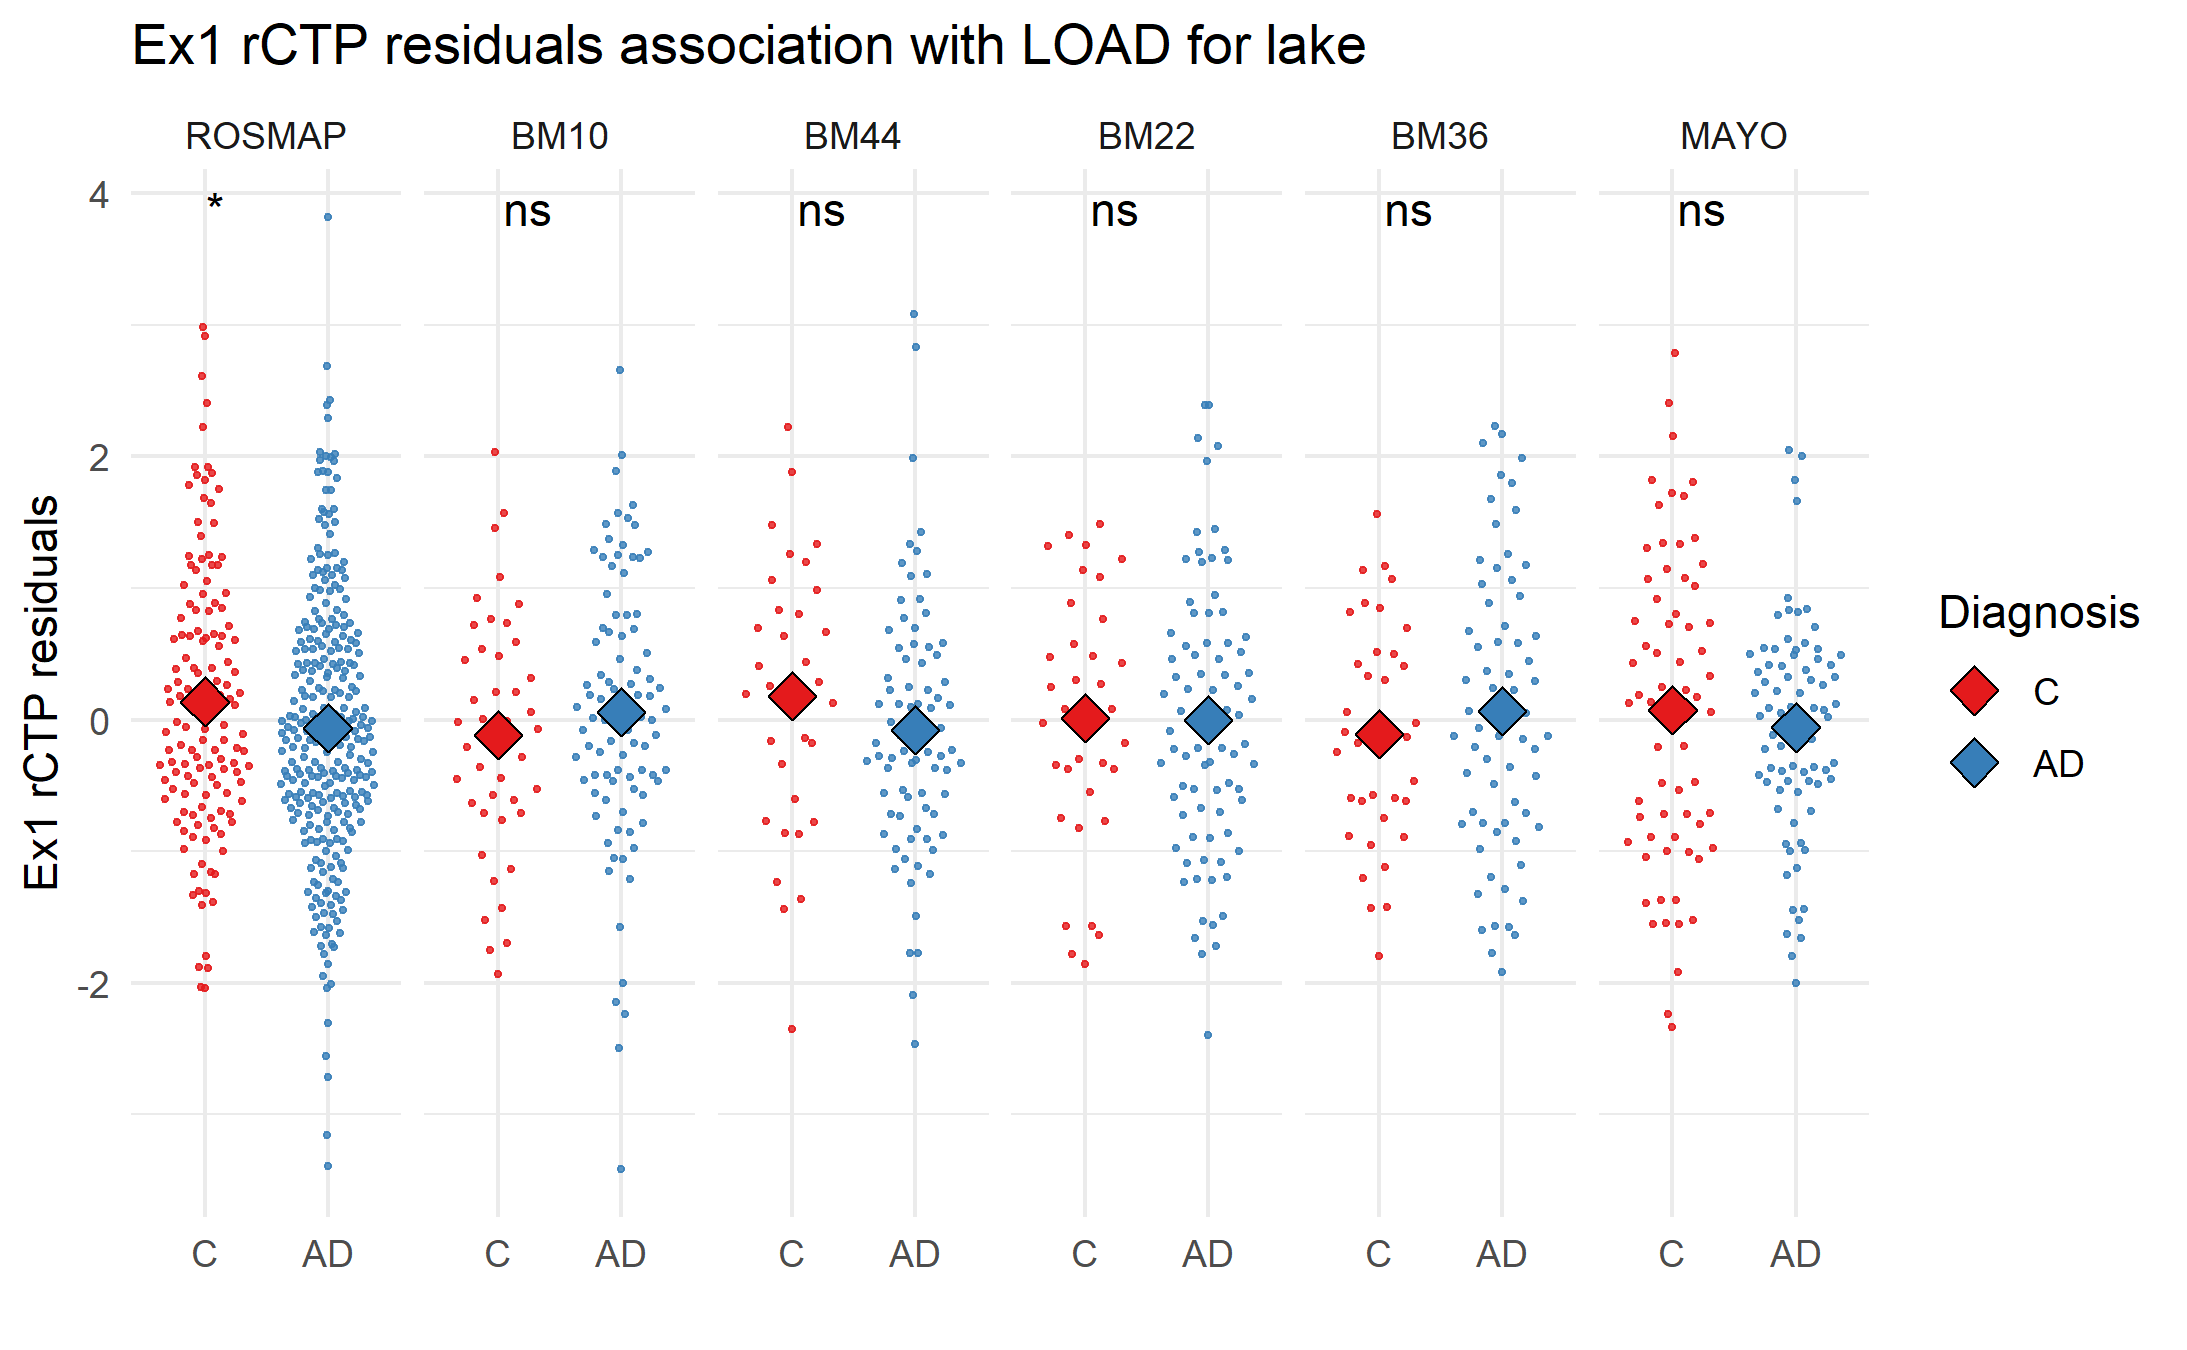 Ex1 rCTP residuals association with LOAD for lake
ROSMAP BM10 BM44 BM22 BM36 MAYO
* ns ns ns ns ns
4
2
0
-2
Ex1 rCTP residuals
C AD C AD C AD C AD C AD C AD
Diagnosis
C
AD